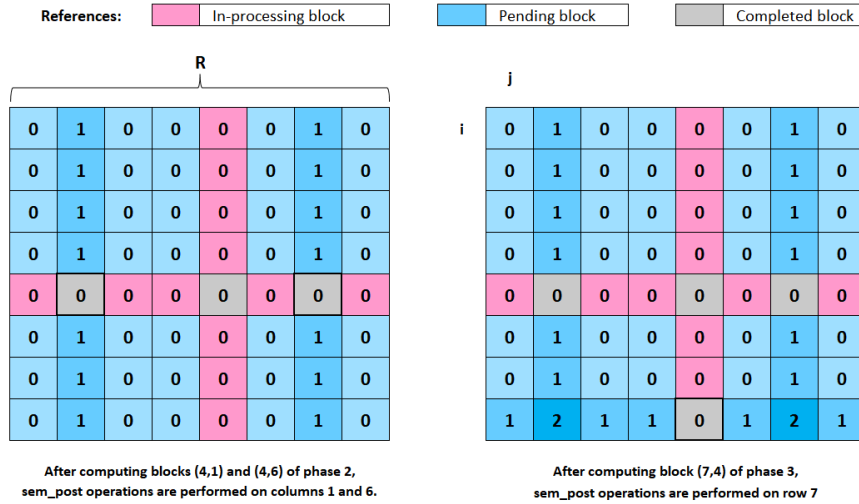 References: In-processing block Pending block Completed block
R
j
i
0 1 0 0 0 0 1 0
0 1 0 0 0 0 1 0
0 1 0 0 0 0 1 0
0 1 0 0 0 0 1 0
0 0 0 0 0 0 0 0
0 1 0 0 0 0 1 0
0 1 0 0 0 0 1 0
0 1 0 0 0 0 1 0
After computing blocks (4,1) and (4,6) of phase 2,
sem_post operations are performed on columns 1 and 6.
0 1 0 0 0 0 1 0
0 1 0 0 0 0 1 0
0 1 0 0 0 0 1 0
0 1 0 0 0 0 1 0
0 0 0 0 0 0 0 0
0 1 0 0 0 0 1 0
0 1 0 0 0 0 1 0
1 2 1 1 0 1 2 1
After computing block (7,4) of phase 3,
sem_post operations are performed on row 7